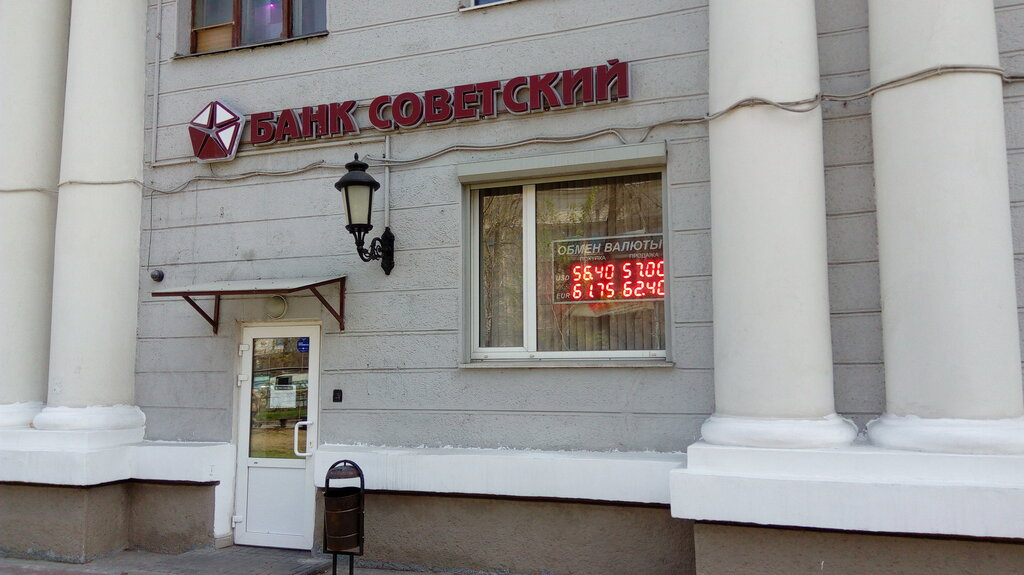 БАНК СОВЕТСКИЙ
ОБМЕН ВАЛЮТЫ
ПОКУПКА ПРОДАЖА
USD 56.40 57.00
EUR 61.75 62.40